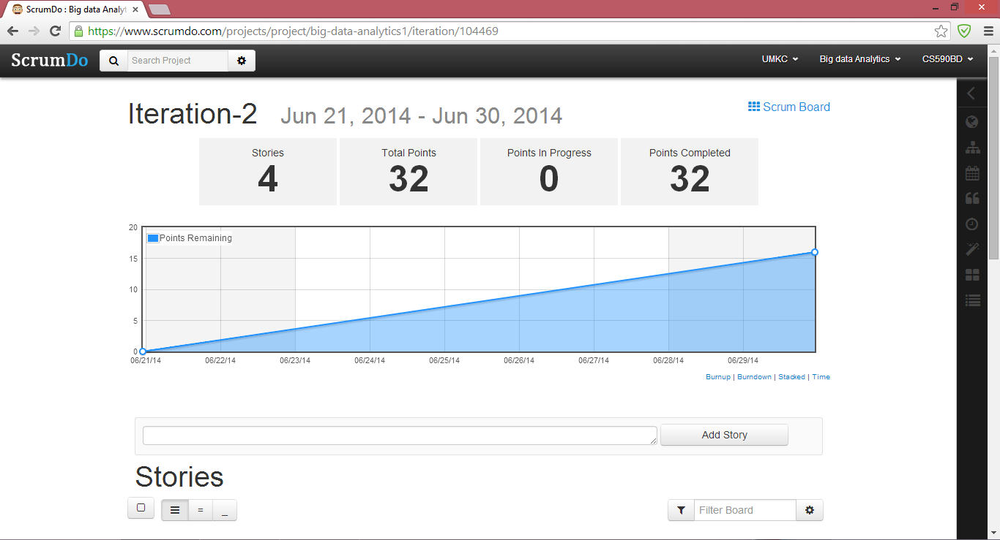 ScrumDo : Big data Analyt
https://www.scrumdo.com/projects/project/big-data-analytics1/iteration/104469
ScrumDo Search Project UMKC Big data Analytics CS590BD
Iteration-2 Jun 21, 2014 - Jun 30, 2014 Scrum Board
Stories Total Points Points In Progress Points Completed
4 32 0 32
20
Points Remaining
15
10
5
0
06/21/14 06/22/14 06/23/14 06/24/14 06/25/14 06/26/14 06/27/14 06/28/14 06/29/14
Burnup | Burndown | Stacked | Time
Add Story
Stories
Filter Board